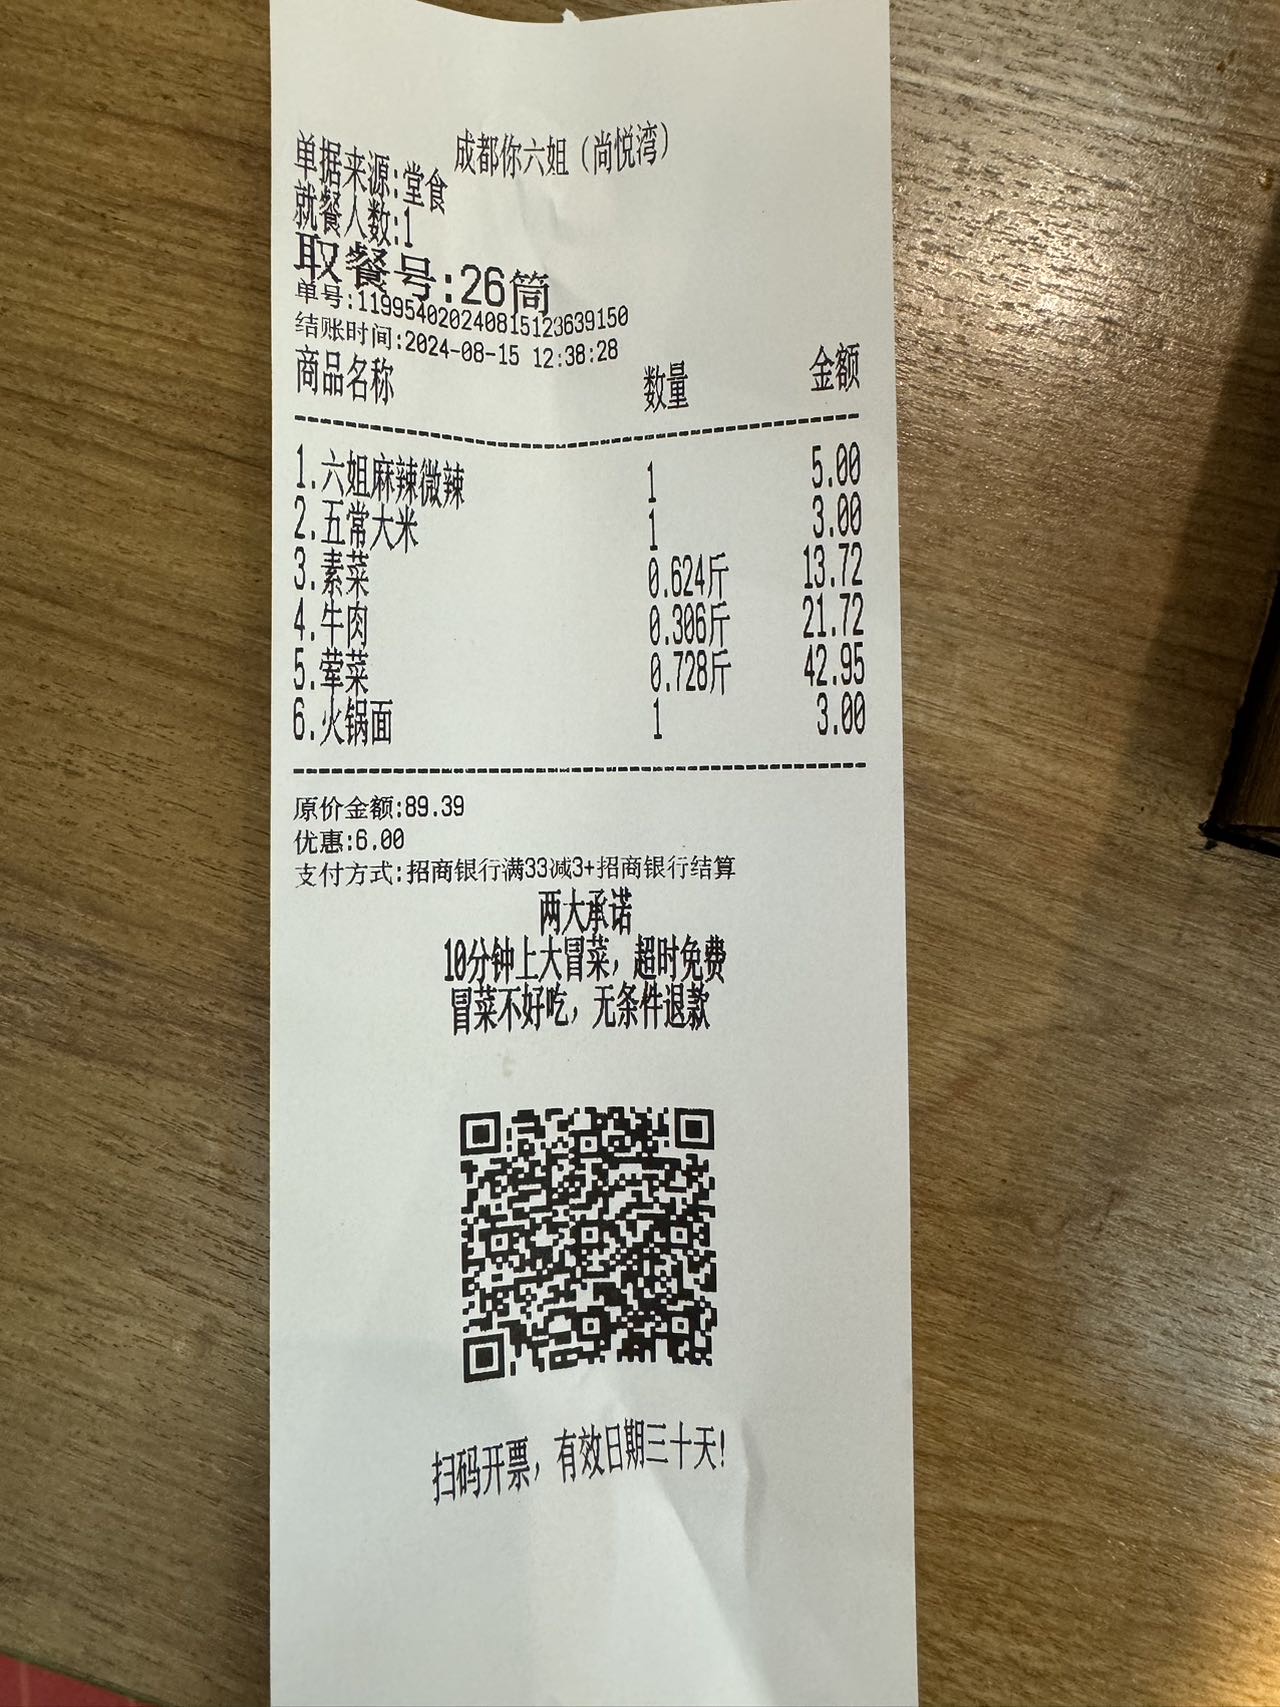 成都你六姐（尚悦湾）
单据来源:堂食
就餐人数:1
取餐号:26筒
单号:11995402024081512３639150
结账时间:2024-08-15 12:38:28
商品名称 数量 金额
1.六姐麻辣微辣 1 5.00
2.五常大米 1 3.00
3.素菜 0.624斤 13.72
4.牛肉 0.306斤 21.72
5.荤菜 0.728斤 42.95
6.火锅面 1 3.00
原价金额:89.39
优惠:6.00
支付方式:招商银行满33减3+招商银行结算
两大承诺
10分钟上大冒菜，超时免费
冒菜不好吃，无条件退款
扫码开票，有效日期三十天!